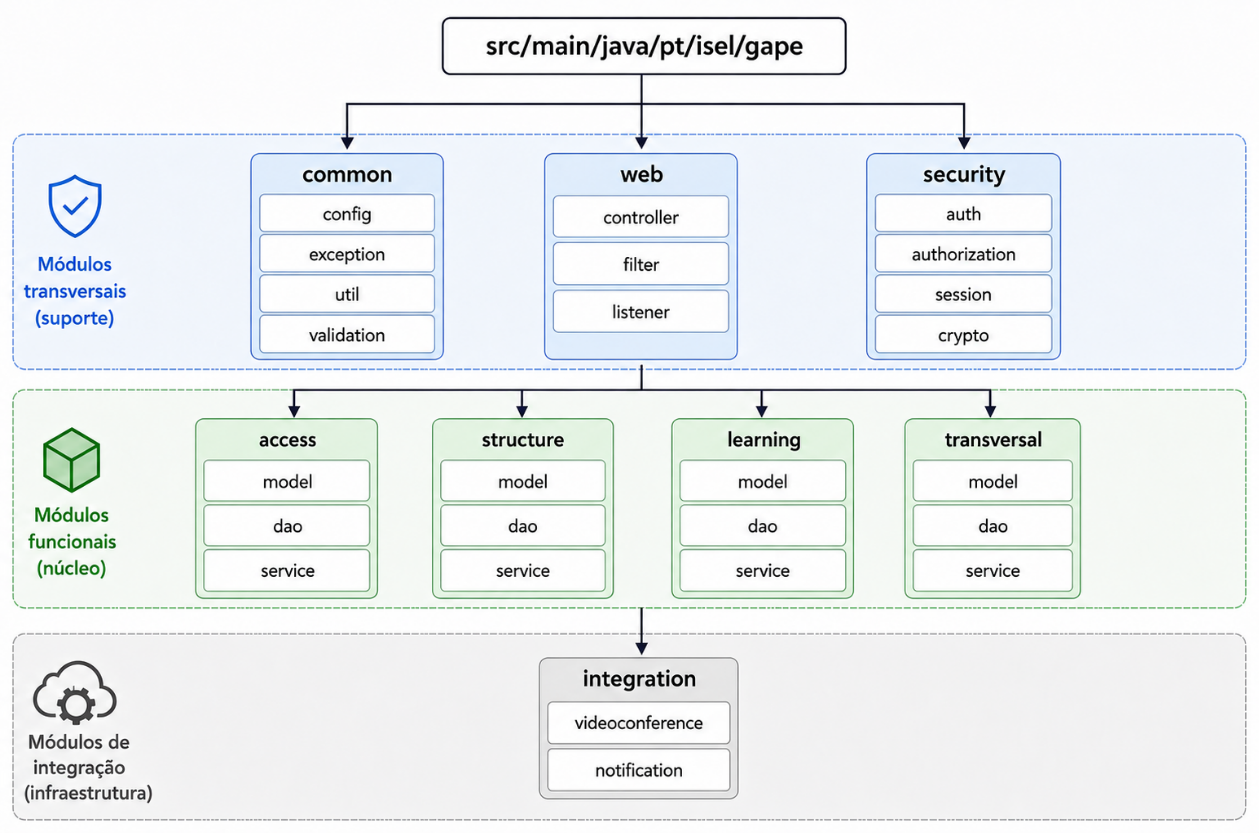 src/main/java/pt/isel/gape
Módulos
transversais
(suporte)
common
config
exception
util
validation
web
controller
filter
listener
security
auth
authorization
session
crypto
Módulos
funcionais
(núcleo)
access
model
dao
service
structure
model
dao
service
learning
model
dao
service
transversal
model
dao
service
Módulos de
integração
(infraestrutura)
integration
videoconference
notification